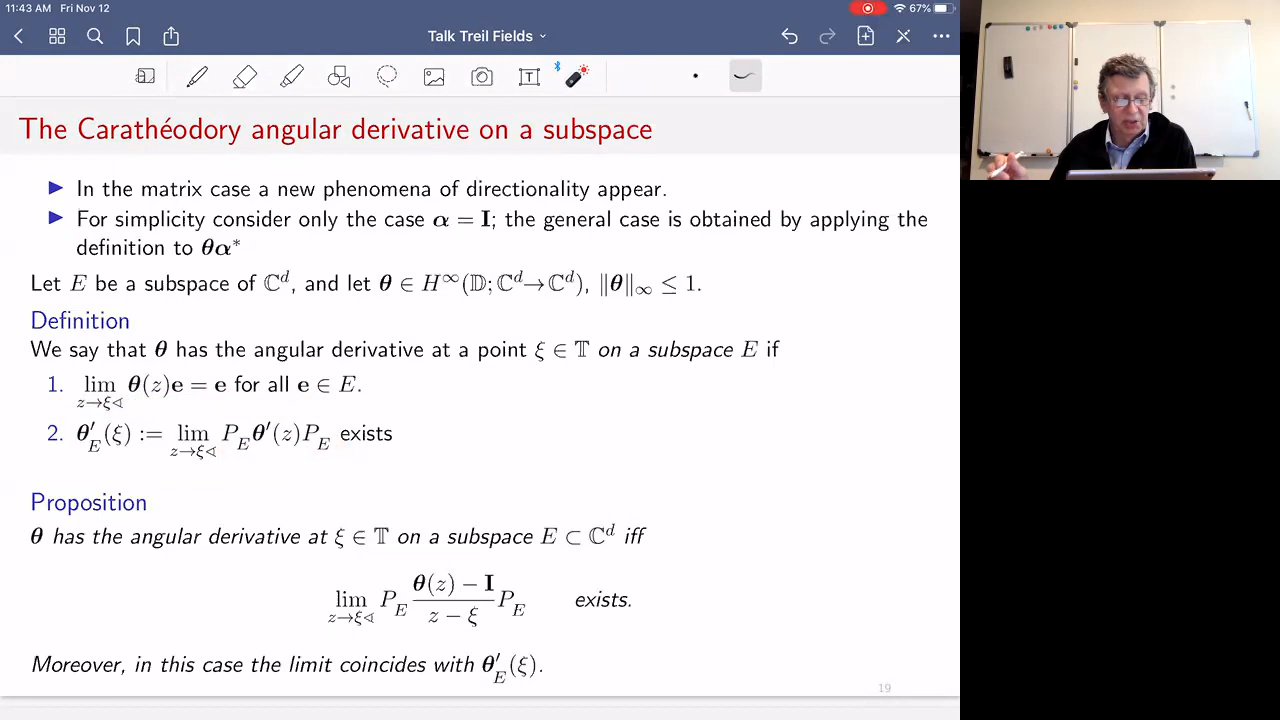 11:43 AM Fri Nov 12
67%
Talk Treil Fields
T
The Carathéodory angular derivative on a subspace
▶ In the matrix case a new phenomena of directionality appear.
▶ For simplicity consider only the case α = I; the general case is obtained by applying the
definition to θα*
Let E be a subspace of ℂᵈ, and let θ ∈ H^∞(𝔻; ℂᵈ→ℂᵈ), ‖θ‖_∞ ≤ 1.
Definition
We say that θ has the angular derivative at a point ξ ∈ 𝕋 on a subspace E if
1. lim_{z→ξ∢} θ(z)e = e for all e ∈ E.
2. θ′_E(ξ) := lim_{z→ξ∢} P_E θ′(z)P_E exists
Proposition
θ has the angular derivative at ξ ∈ 𝕋 on a subspace E ⊂ ℂᵈ iff
lim_{z→ξ∢} P_E (θ(z) − I)/(z − ξ) P_E exists.
Moreover, in this case the limit coincides with θ′_E(ξ).
19